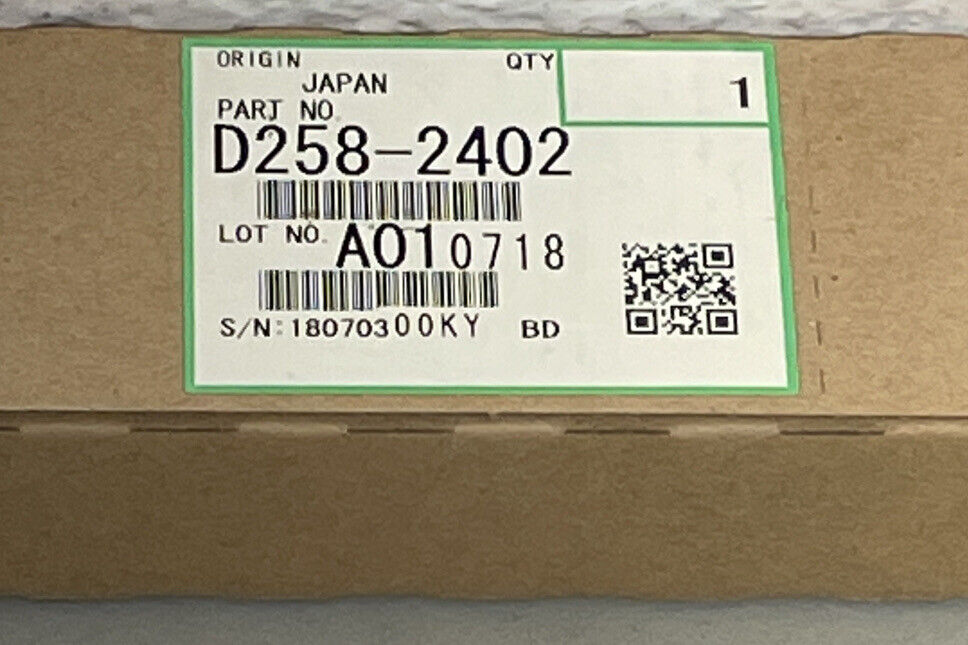 ORIGIN QTY
JAPAN 1
PART NO.
D258-2402
LOT NO. A010718
S/N:18070300KY BD